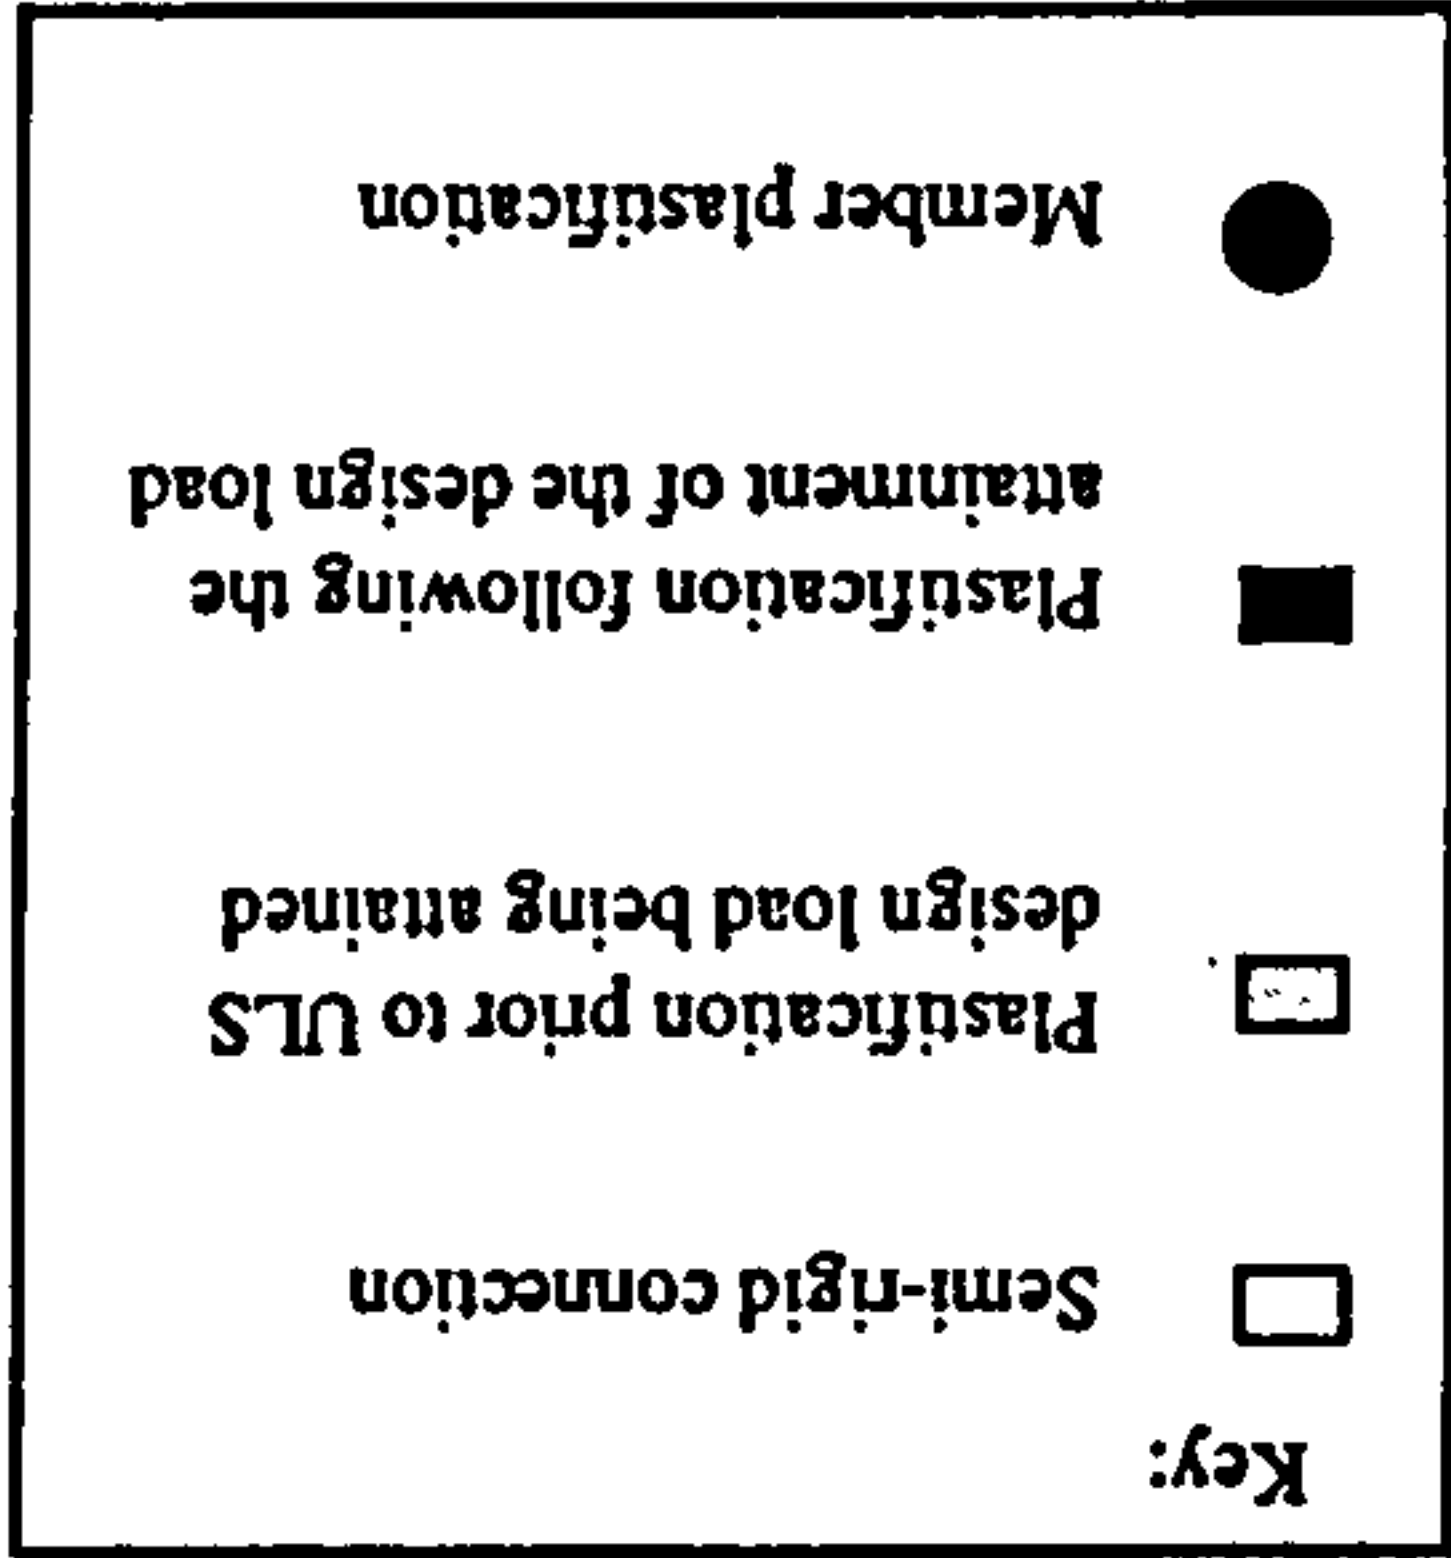 Key:
Semi-rigid connection
Plastification prior to ULS
design load being attained
Plastification following the
attainment of the design load
Member plastification